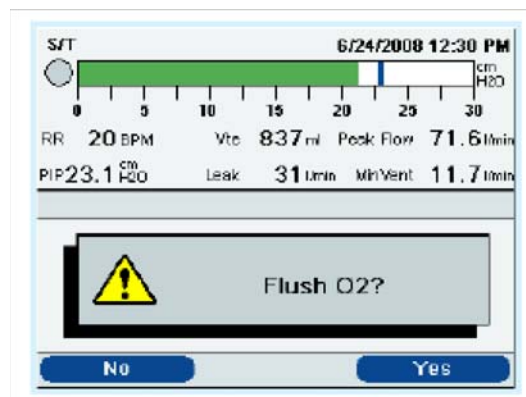 S/T 6/24/2008 12:30 PM
cm
H2O
0 5 10 15 20 25 30
RR 20 BPM Vte 837 ml Peak Flow 71.6 l/min
PIP 23.1 cm H2O Leak 31 l/min MinVent 11.7 l/min
Flush O2?
No Yes